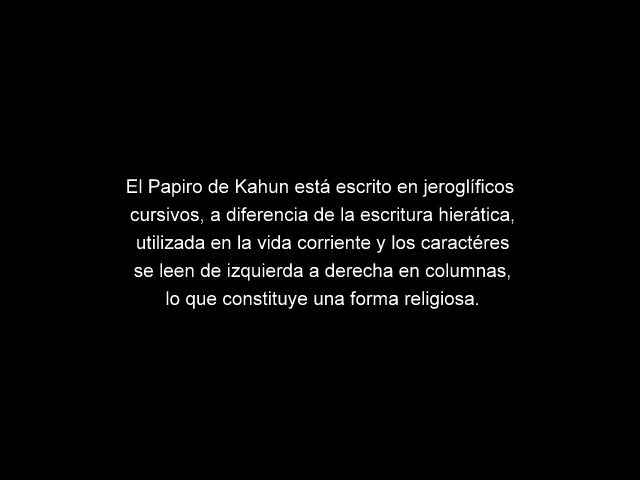 El Papiro de Kahun está escrito en jeroglíficos
cursivos, a diferencia de la escritura hierática,
utilizada en la vida corriente y los caractéres
se leen de izquierda a derecha en columnas,
lo que constituye una forma religiosa.